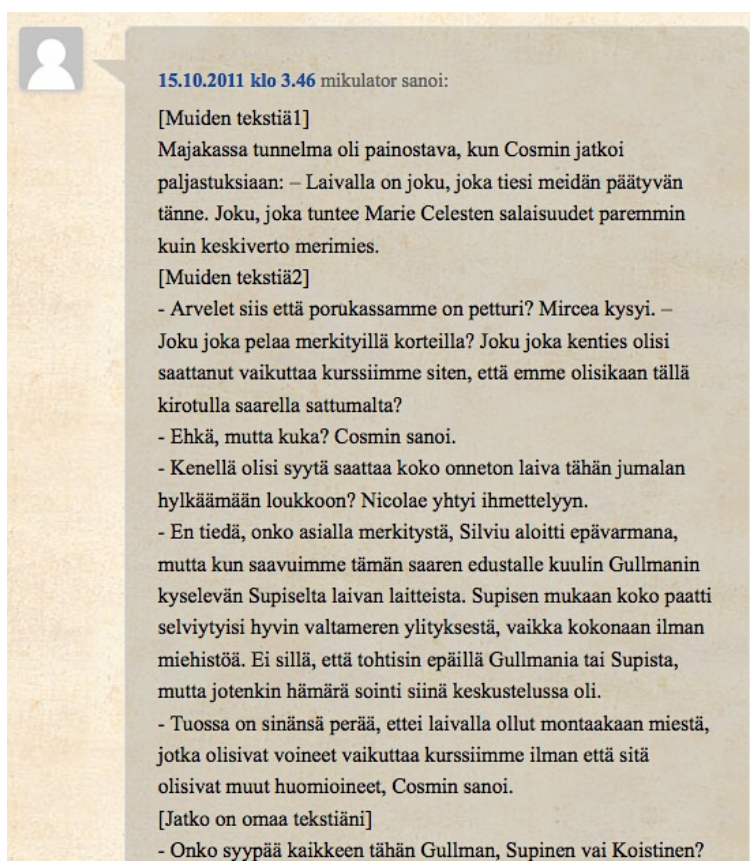 15.10.2011 klo 3.46 mikulator sanoi:
[Muiden tekstiä1]
Majakassa tunnelma oli painostava, kun Cosmin jatkoi
paljastuksiaan: – Laivalla on joku, joka tiesi meidän päätyvän
tänne. Joku, joka tuntee Marie Celesten salaisuudet paremmin
kuin keskiverto merimies.
[Muiden tekstiä2]
- Arvelet siis että porukassamme on petturi? Mircea kysyi. –
Joku joka pelaa merkityillä korteilla? Joku joka kenties olisi
saattanut vaikuttaa kurssiimme siten, että emme olisikaan tällä
kirotulla saarella sattumalta?
- Ehkä, mutta kuka? Cosmin sanoi.
- Kenellä olisi syytä saattaa koko onneton laiva tähän jumalan
hylkäämään loukkoon? Nicolae yhtyi ihmettelyyn.
- En tiedä, onko asialla merkitystä, Silviu aloitti epävarmana,
mutta kun saavuimme tämän saaren edustalle kuulin Gullmanin
kyselevän Supiselta laivan laitteista. Supisen mukaan koko paatti
selviytyisi hyvin valtameren ylityksestä, vaikka kokonaan ilman
miehistöä. Ei sillä, että tohtisin epäillä Gullmania tai Supista,
mutta jotenkin hämärä sointi siinä keskustelussa oli.
- Tuossa on sinänsä perää, ettei laivalla ollut montaakaan miestä,
jotka olisivat voineet vaikuttaa kurssiimme ilman että sitä
olisivat muut huomioineet, Cosmin sanoi.
[Jatko on omaa tekstiäni]
- Onko syypää kaikkeen tähän Gullman, Supinen vai Koistinen?